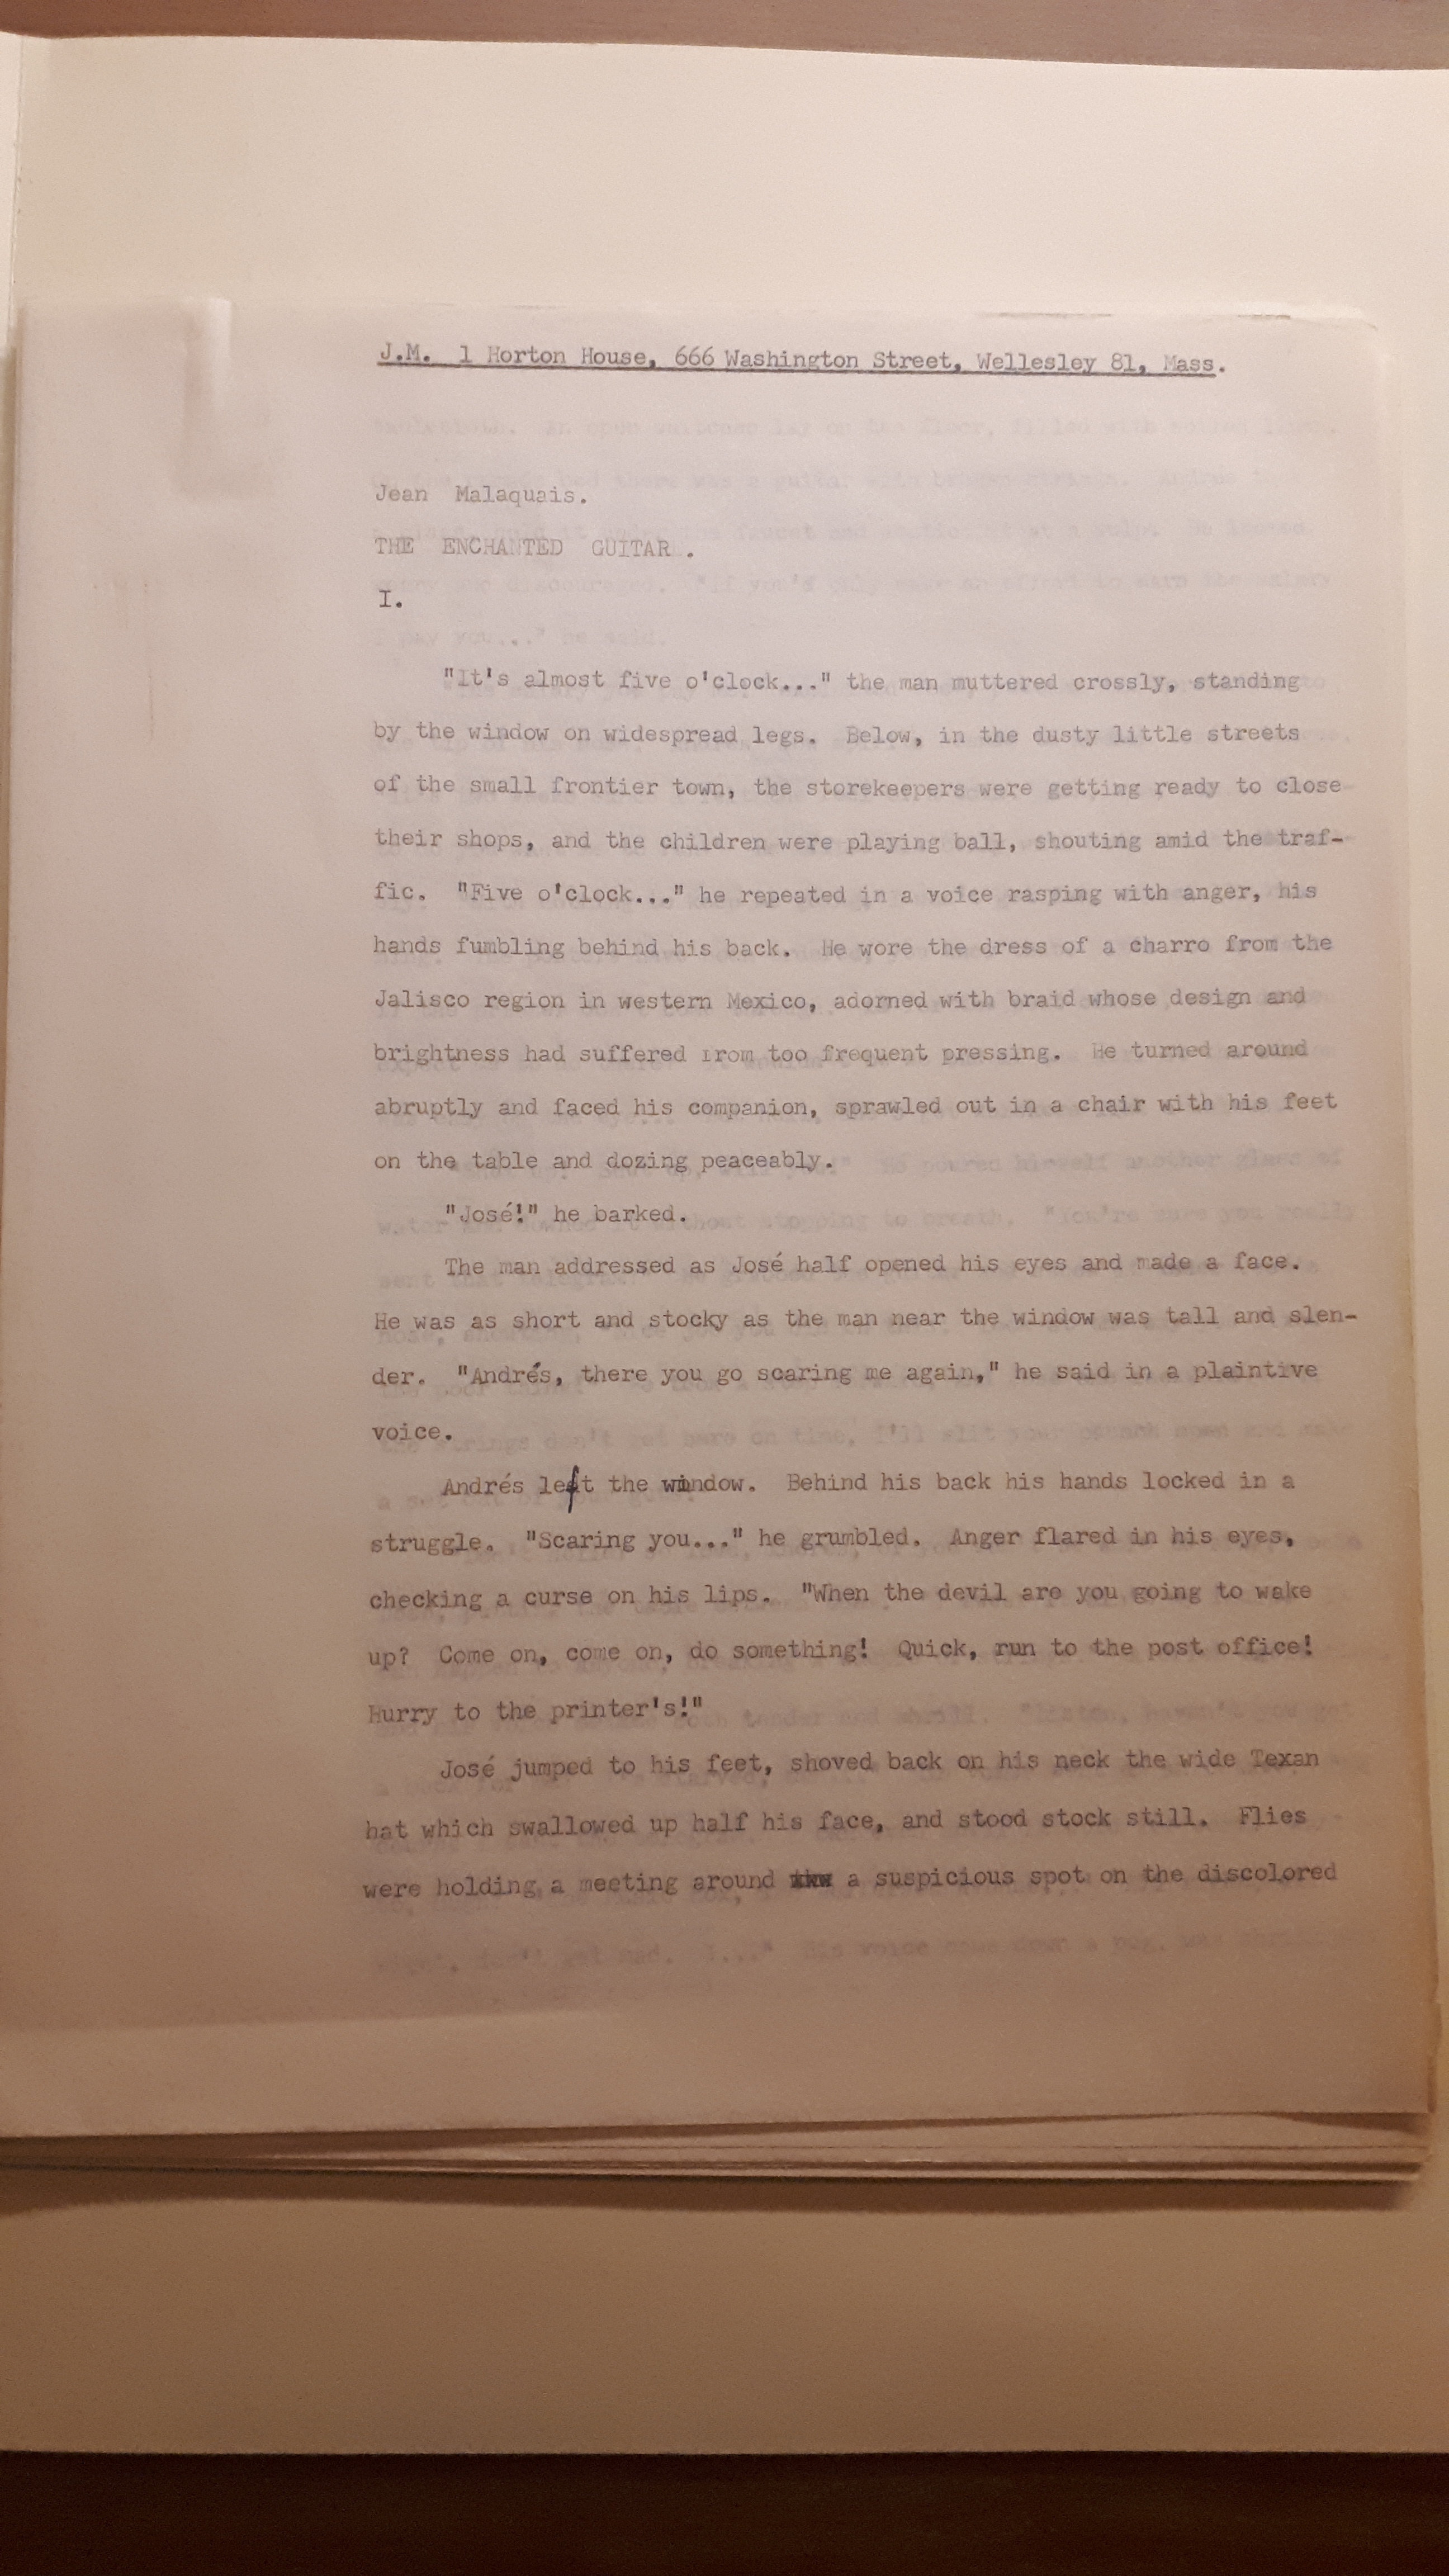 J.M. 1 Horton House, 666 Washington Street, Wellesley 81, Mass.
Jean Malaquais.
THE ENCHANTED GUITAR .
I.
"It's almost five o'clock..." the man muttered crossly, standing
by the window on widespread legs. Below, in the dusty little streets
of the small frontier town, the storekeepers were getting ready to close
their shops, and the children were playing ball, shouting amid the traf-
fic. "Five o'clock..." he repeated in a voice rasping with anger, his
hands fumbling behind his back. He wore the dress of a charro from the
Jalisco region in western Mexico, adorned with braid whose design and
brightness had suffered from too frequent pressing. He turned around
abruptly and faced his companion, sprawled out in a chair with his feet
on the table and dozing peaceably.
"José!" he barked.
The man addressed as José half opened his eyes and made a face.
He was as short and stocky as the man near the window was tall and slen-
der. "Andrés, there you go scaring me again," he said in a plaintive
voice.
Andrés left the window. Behind his back his hands locked in a
struggle. "Scaring you..." he grumbled. Anger flared in his eyes,
checking a curse on his lips. "When the devil are you going to wake
up? Come on, come on, do something! Quick, run to the post office!
Hurry to the printer's!"
José jumped to his feet, shoved back on his neck the wide Texan
hat which swallowed up half his face, and stood stock still. Flies
were holding a meeting around a suspicious spot on the discolored